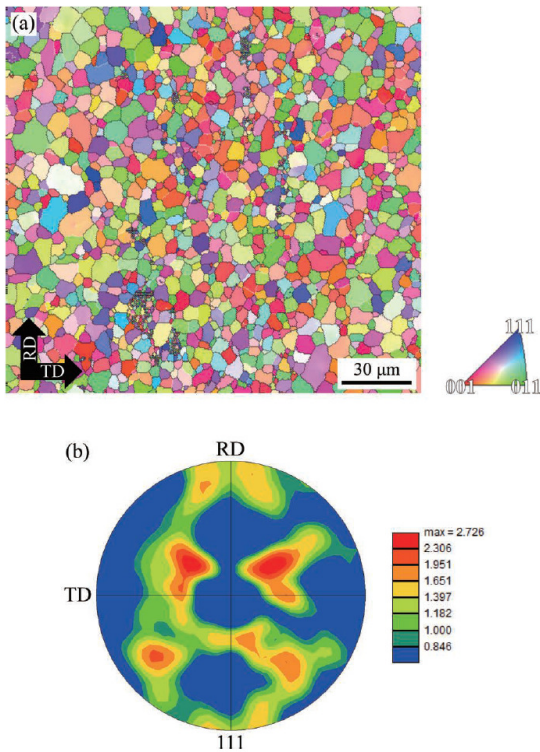 (a)
RD
TD
30 μm
111
001
011
(b)
RD
TD
111
max = 2.726
2.306
1.951
1.651
1.397
1.182
1.000
0.846